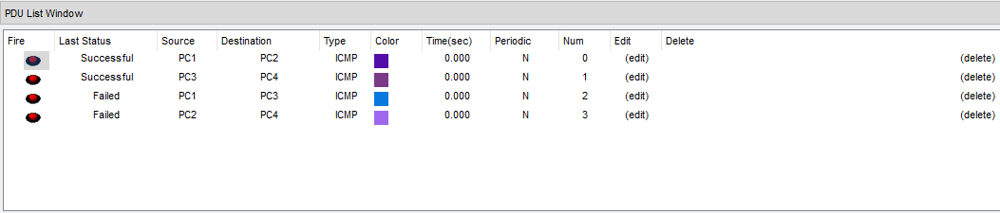 PDU List Window
Fire Last Status Source Destination Type Color Time(sec) Periodic Num Edit Delete
Successful PC1 PC2 ICMP 0.000 N 0 (edit) (delete)
Successful PC3 PC4 ICMP 0.000 N 1 (edit) (delete)
Failed PC1 PC3 ICMP 0.000 N 2 (edit) (delete)
Failed PC2 PC4 ICMP 0.000 N 3 (edit) (delete)